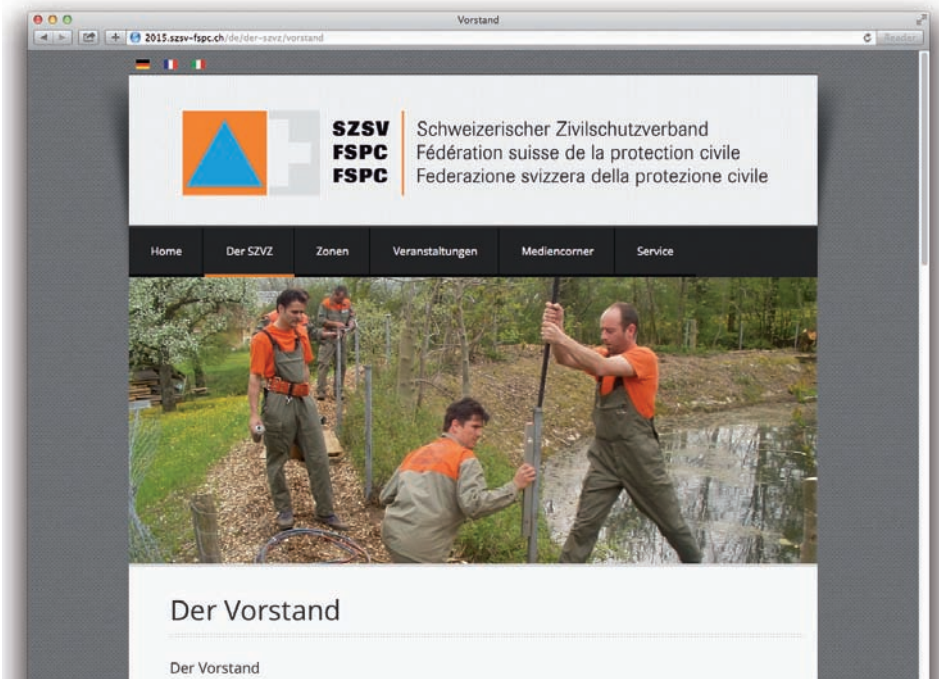 Vorstand
2015.szsv-fspc.ch/de/der-szvz/vorstand
Reader
SZSV Schweizerischer Zivilschutzverband
FSPC Fédération suisse de la protection civile
FSPC Federazione svizzera della protezione civile
Home Der SZVZ Zonen Veranstaltungen Mediencorner Service
Der Vorstand
Der Vorstand